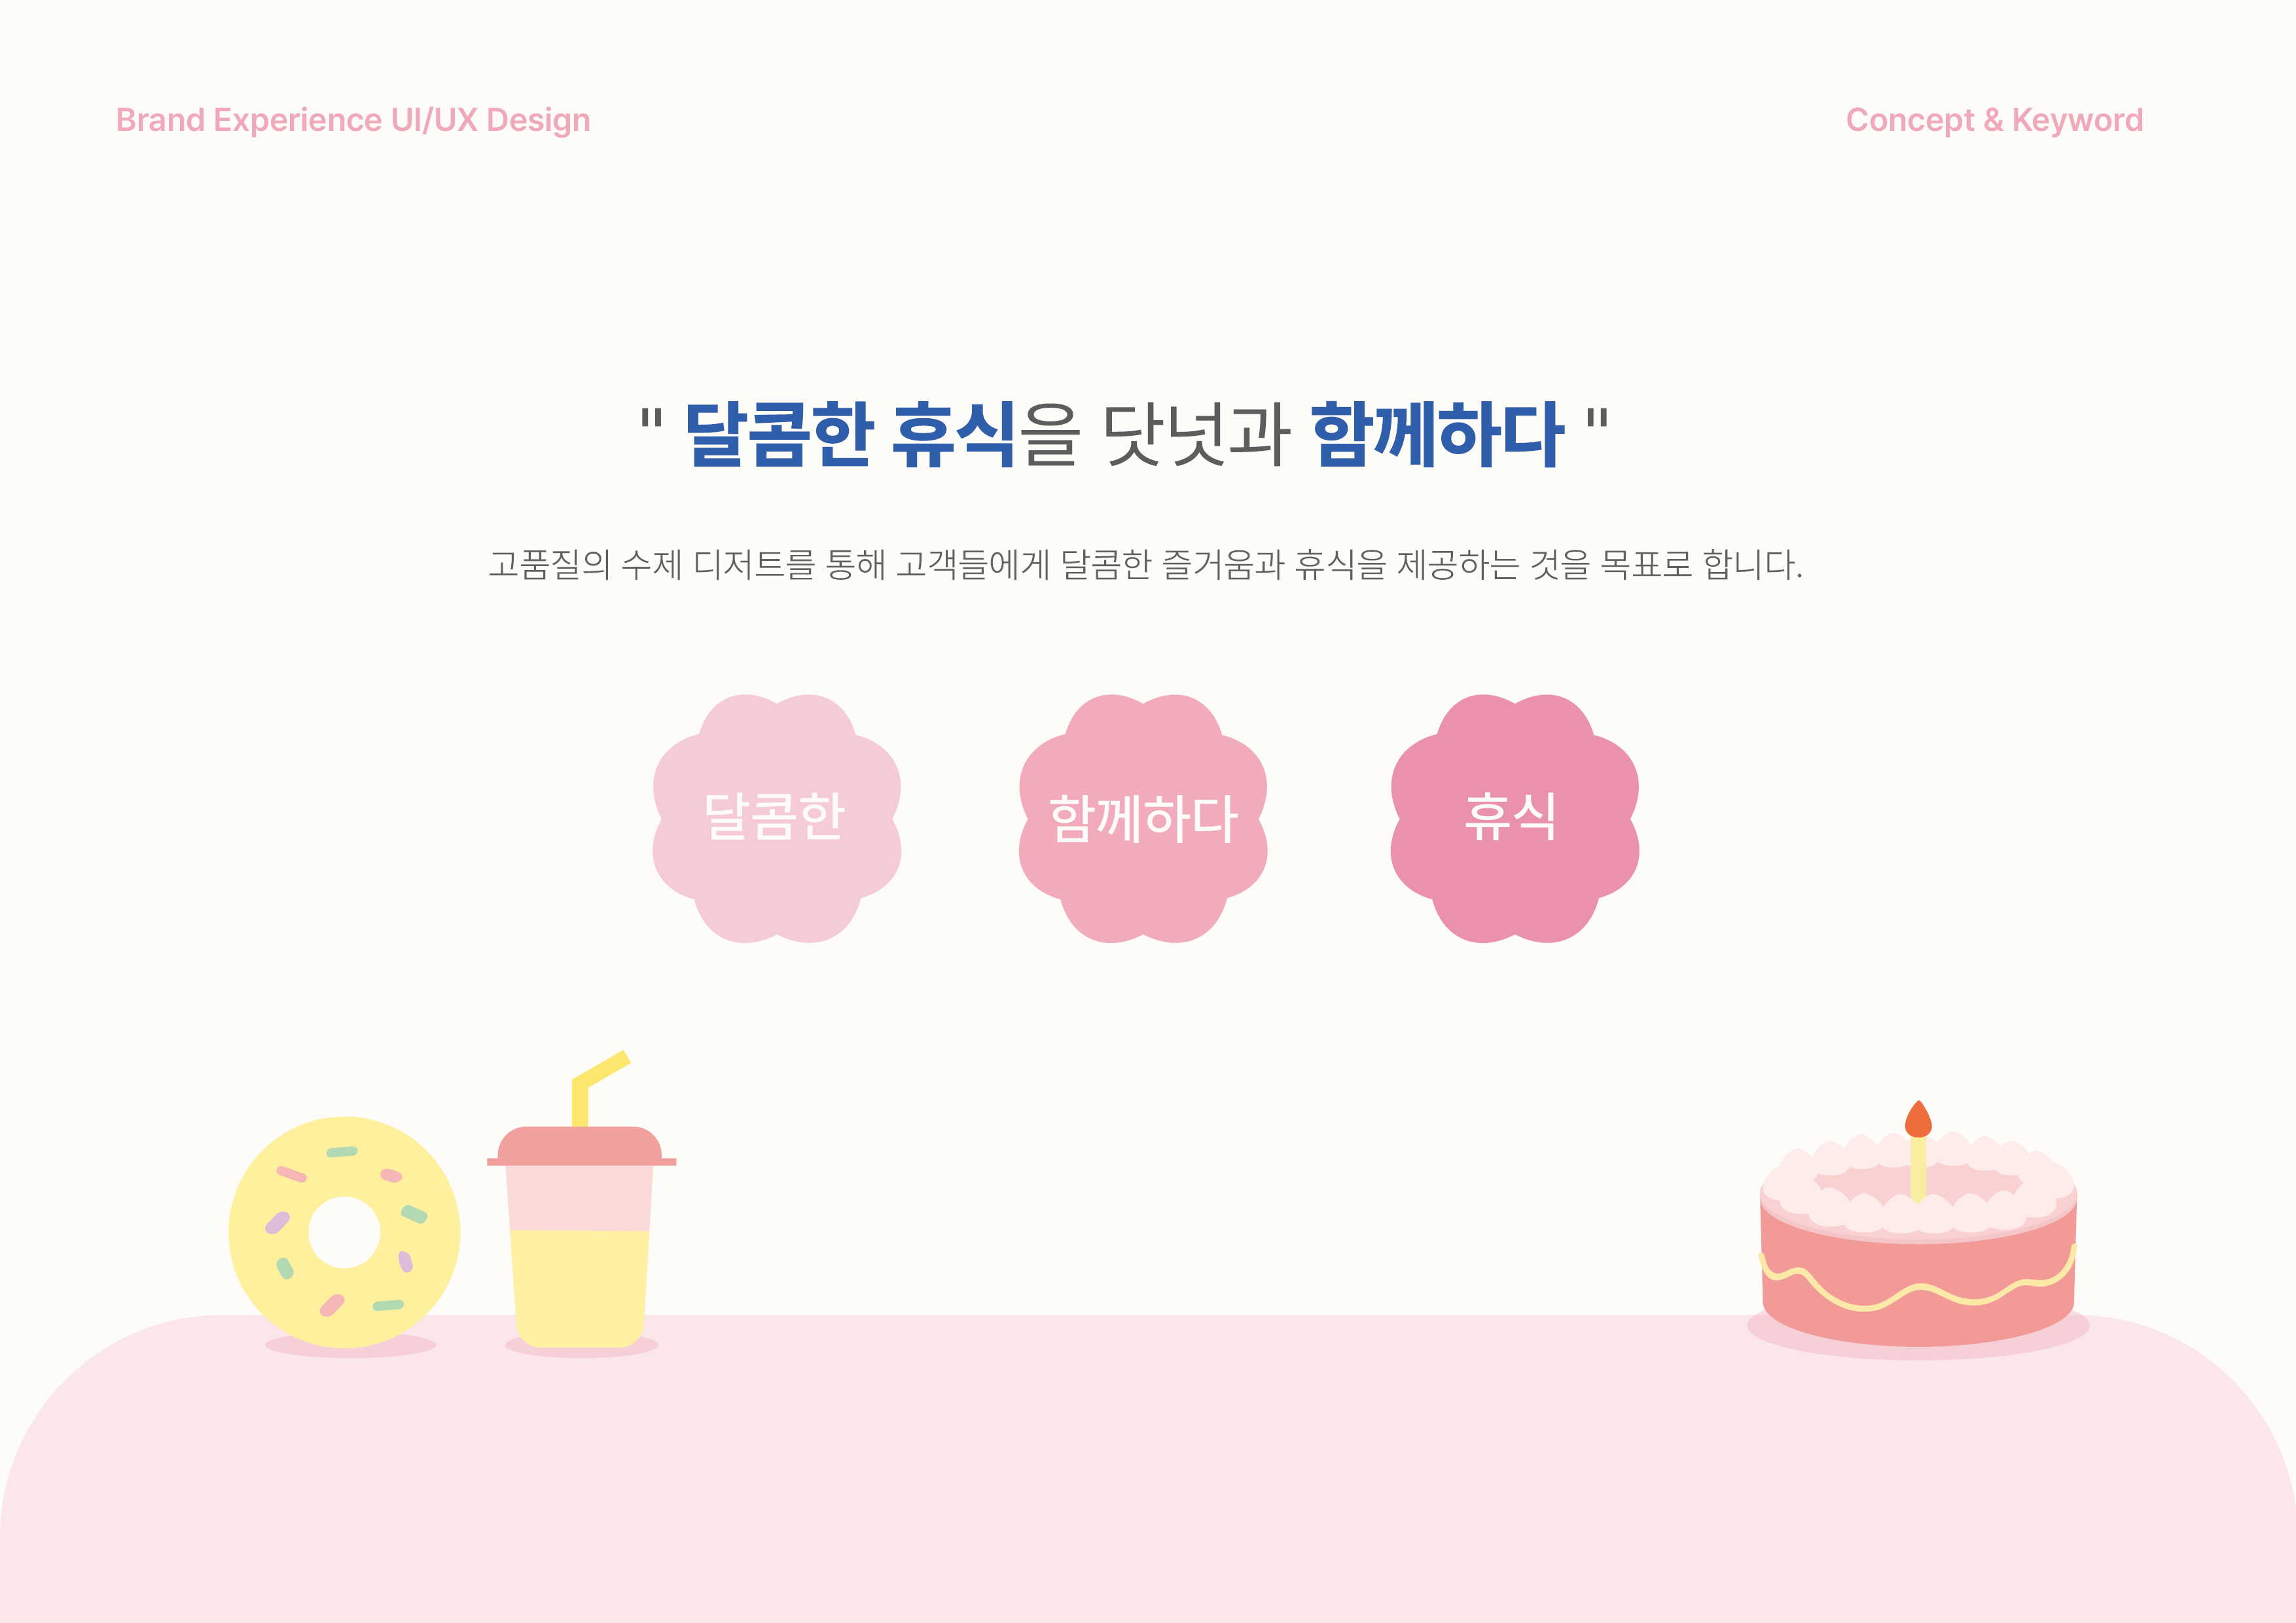 Brand Experience UI/UX Design
Concept & Keyword
" 달콤한 휴식을 닷넛과 함께하다 "
고품질의 수제 디저트를 통해 고객들에게 달콤한 즐거움과 휴식을 제공하는 것을 목표로 합니다.
달콤한
함께하다
휴식